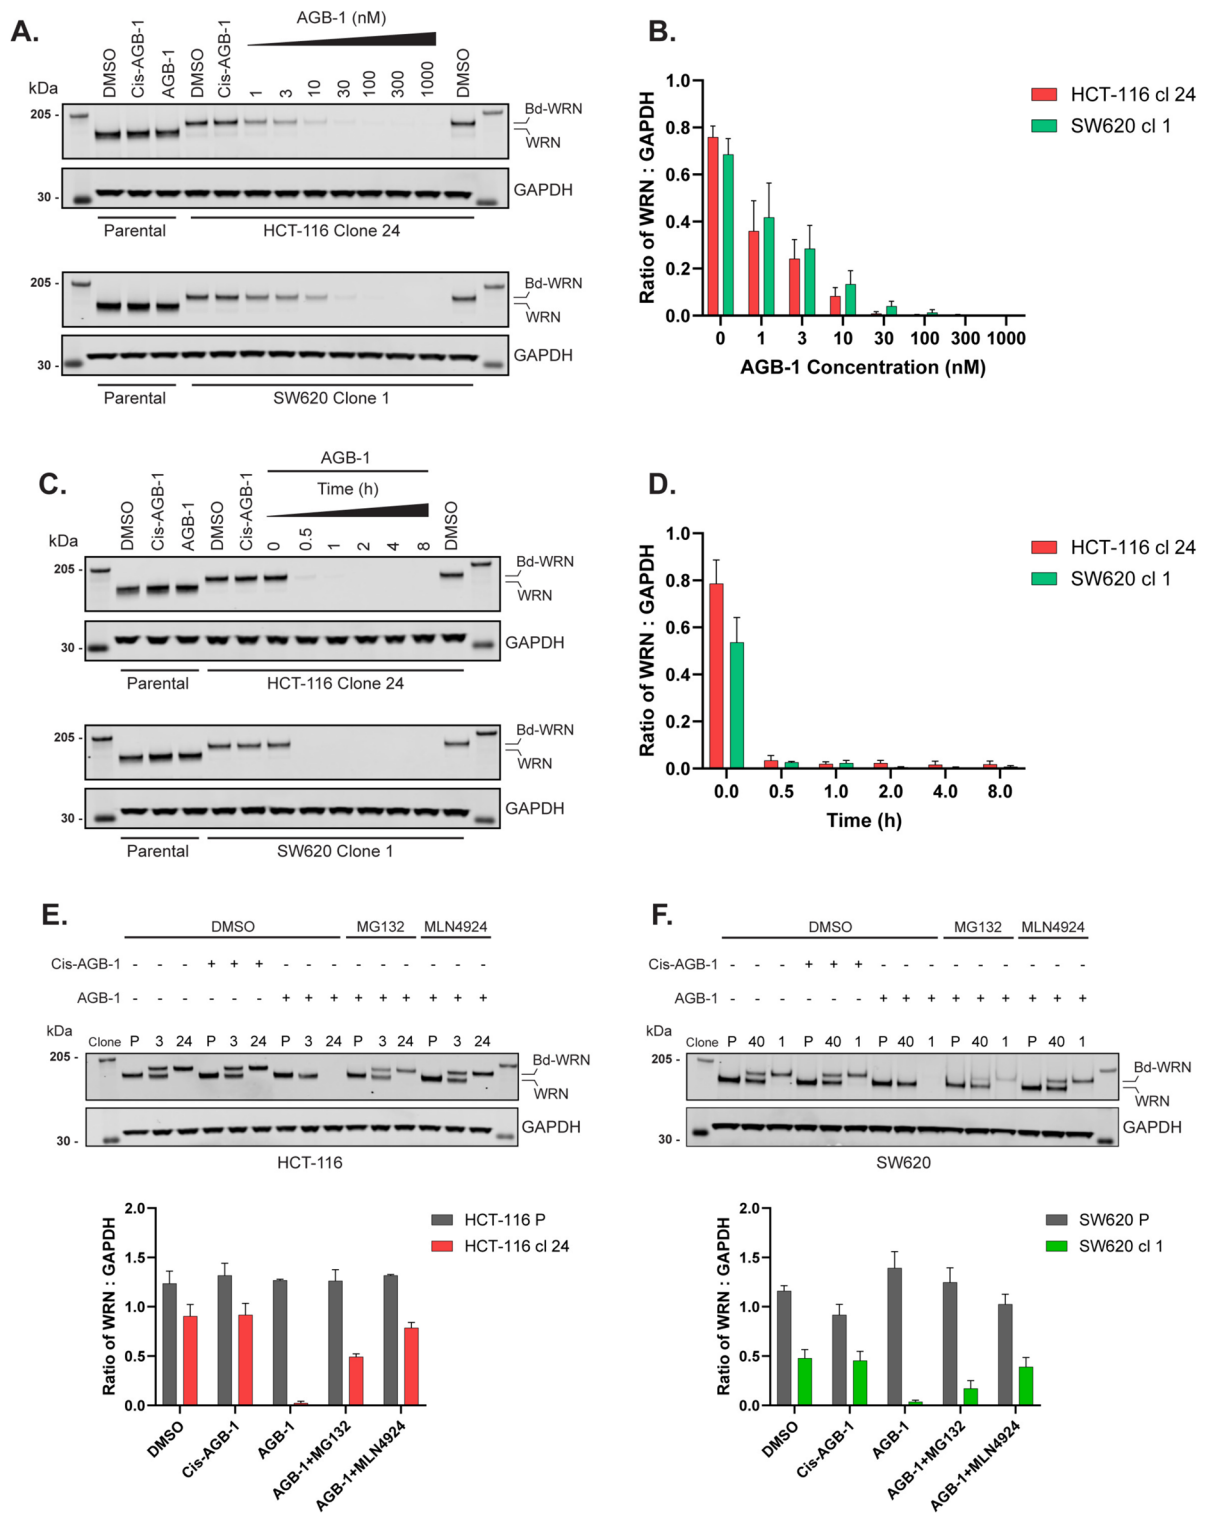 A.
AGB-1 (nM)
DMSO
Cis-AGB-1
AGB-1
DMSO
Cis-AGB-1
1
3
10
30
100
300
1000
DMSO
kDa
205 -
Bd-WRN
WRN
30 -
GAPDH
Parental
HCT-116 Clone 24
205 -
Bd-WRN
WRN
30 -
GAPDH
Parental
SW620 Clone 1
B.
Ratio of WRN : GAPDH
1.0
0.8
0.6
0.4
0.2
0.0
0 1 3 10 30 100 300 1000
AGB-1 Concentration (nM)
HCT-116 cl 24
SW620 cl 1
C.
AGB-1
Time (h)
DMSO
Cis-AGB-1
AGB-1
DMSO
Cis-AGB-1
0
0.5
1
2
4
8
DMSO
kDa
205 -
Bd-WRN
WRN
30 -
GAPDH
Parental
HCT-116 Clone 24
205 -
Bd-WRN
WRN
30 -
GAPDH
Parental
SW620 Clone 1
D.
Ratio of WRN : GAPDH
1.0
0.8
0.6
0.4
0.2
0.0
0.0 0.5 1.0 2.0 4.0 8.0
Time (h)
HCT-116 cl 24
SW620 cl 1
E.
DMSO MG132 MLN4924
Cis-AGB-1 - - - + + + - - - - - - - - -
AGB-1 - - - - - - + + + + + + + + +
kDa
Clone P 3 24 P 3 24 P 3 24 P 3 24 P 3 24
205 -
Bd-WRN
WRN
30 -
GAPDH
HCT-116
Ratio of WRN : GAPDH
2.0
1.5
1.0
0.5
0.0
DMSO
Cis-AGB-1
AGB-1
AGB-1+MG132
AGB-1+MLN4924
HCT-116 P
HCT-116 cl 24
F.
DMSO MG132 MLN4924
Cis-AGB-1 - - - + + + - - - - - - - - -
AGB-1 - - - - - - + + + + + + + + +
kDa
Clone P 40 1 P 40 1 P 40 1 P 40 1 P 40 1
205 -
Bd-WRN
WRN
30 -
GAPDH
SW620
Ratio of WRN : GAPDH
2.0
1.5
1.0
0.5
0.0
DMSO
Cis-AGB-1
AGB-1
AGB-1+MG132
AGB-1+MLN4924
SW620 P
SW620 cl 1